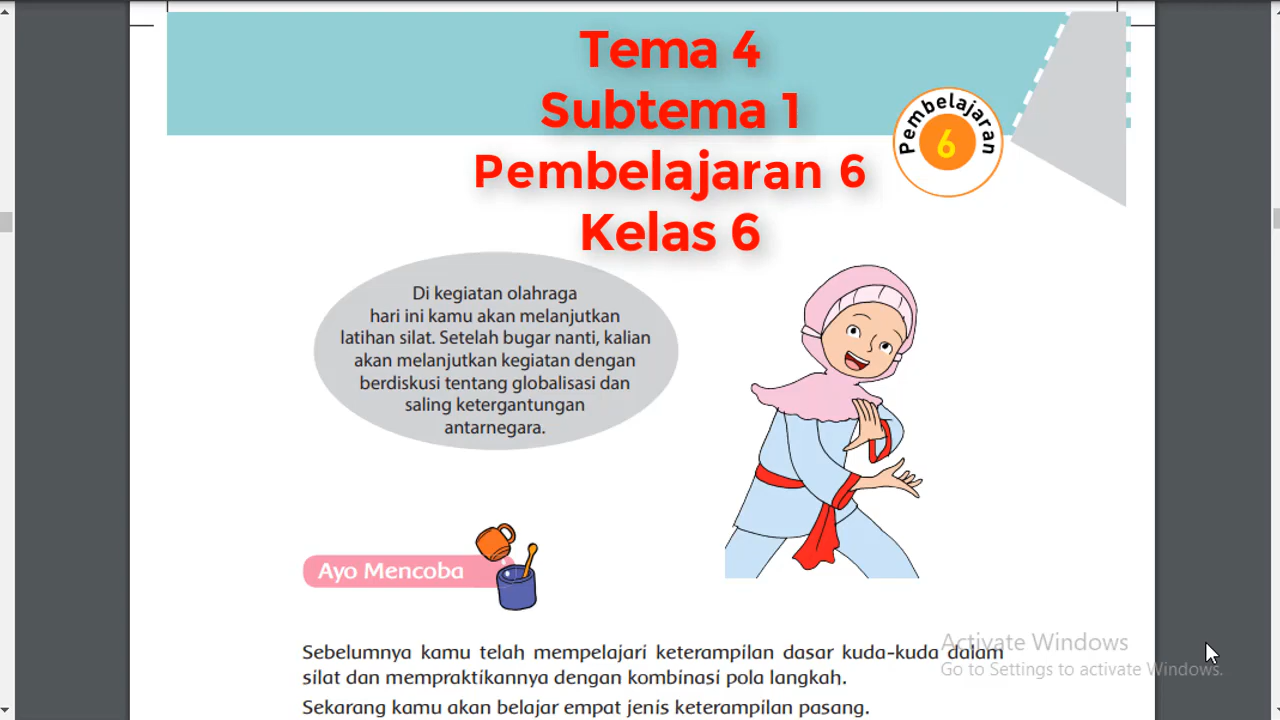 Tema 4
Subtema 1
Pembelajaran 6
Kelas 6
Pembelajaran
6
Di kegiatan olahraga
hari ini kamu akan melanjutkan
latihan silat. Setelah bugar nanti, kalian
akan melanjutkan kegiatan dengan
berdiskusi tentang globalisasi dan
saling ketergantungan
antarnegara.
Ayo Mencoba
Sebelumnya kamu telah mempelajari keterampilan dasar kuda-kuda dalam
silat dan mempraktikannya dengan kombinasi pola langkah.
Sekarang kamu akan belajar empat jenis keterampilan pasang.
Activate Windows
Go to Settings to activate Windows.